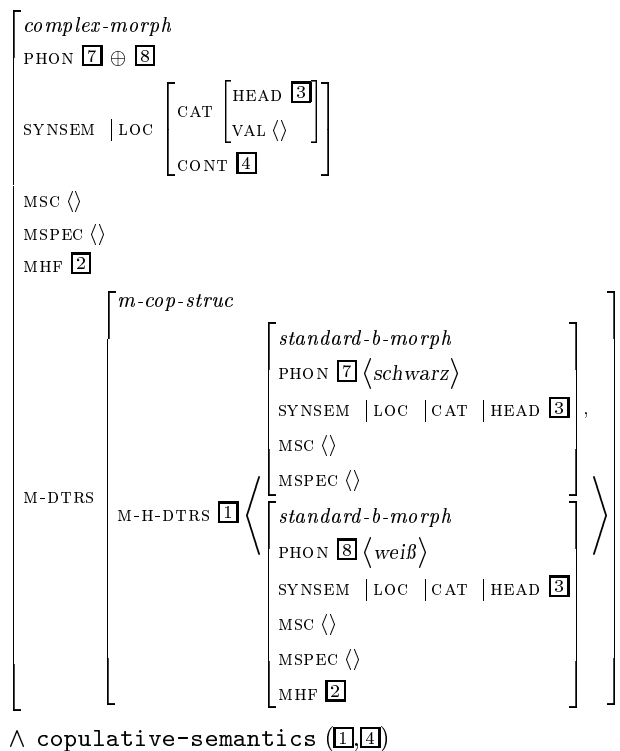 complex-morph
PHON 7 ⊕ 8
SYNSEM | LOC
CAT
HEAD 3
VAL ⟨⟩
CONT 4
MSC ⟨⟩
MSPEC ⟨⟩
MHF 2
M-DTRS
m-cop-struc
M-H-DTRS 1
standard-b-morph
PHON 7 ⟨schwarz⟩
SYNSEM | LOC | CAT | HEAD 3 ,
MSC ⟨⟩
MSPEC ⟨⟩
standard-b-morph
PHON 8 ⟨weiß⟩
SYNSEM | LOC | CAT | HEAD 3
MSC ⟨⟩
MSPEC ⟨⟩
MHF 2
∧ copulative-semantics (1,4)